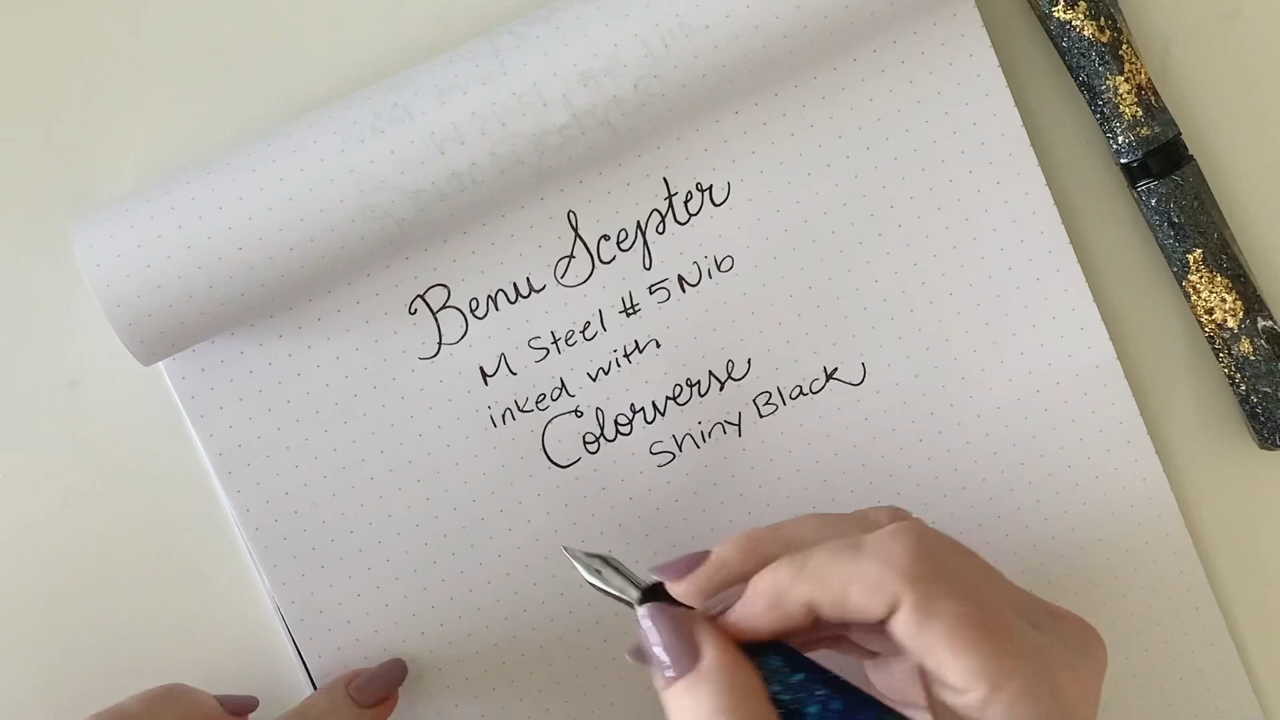 Benu Scepter
M Steel # 5 Nib
inked with
Colorverse
Shiny Black